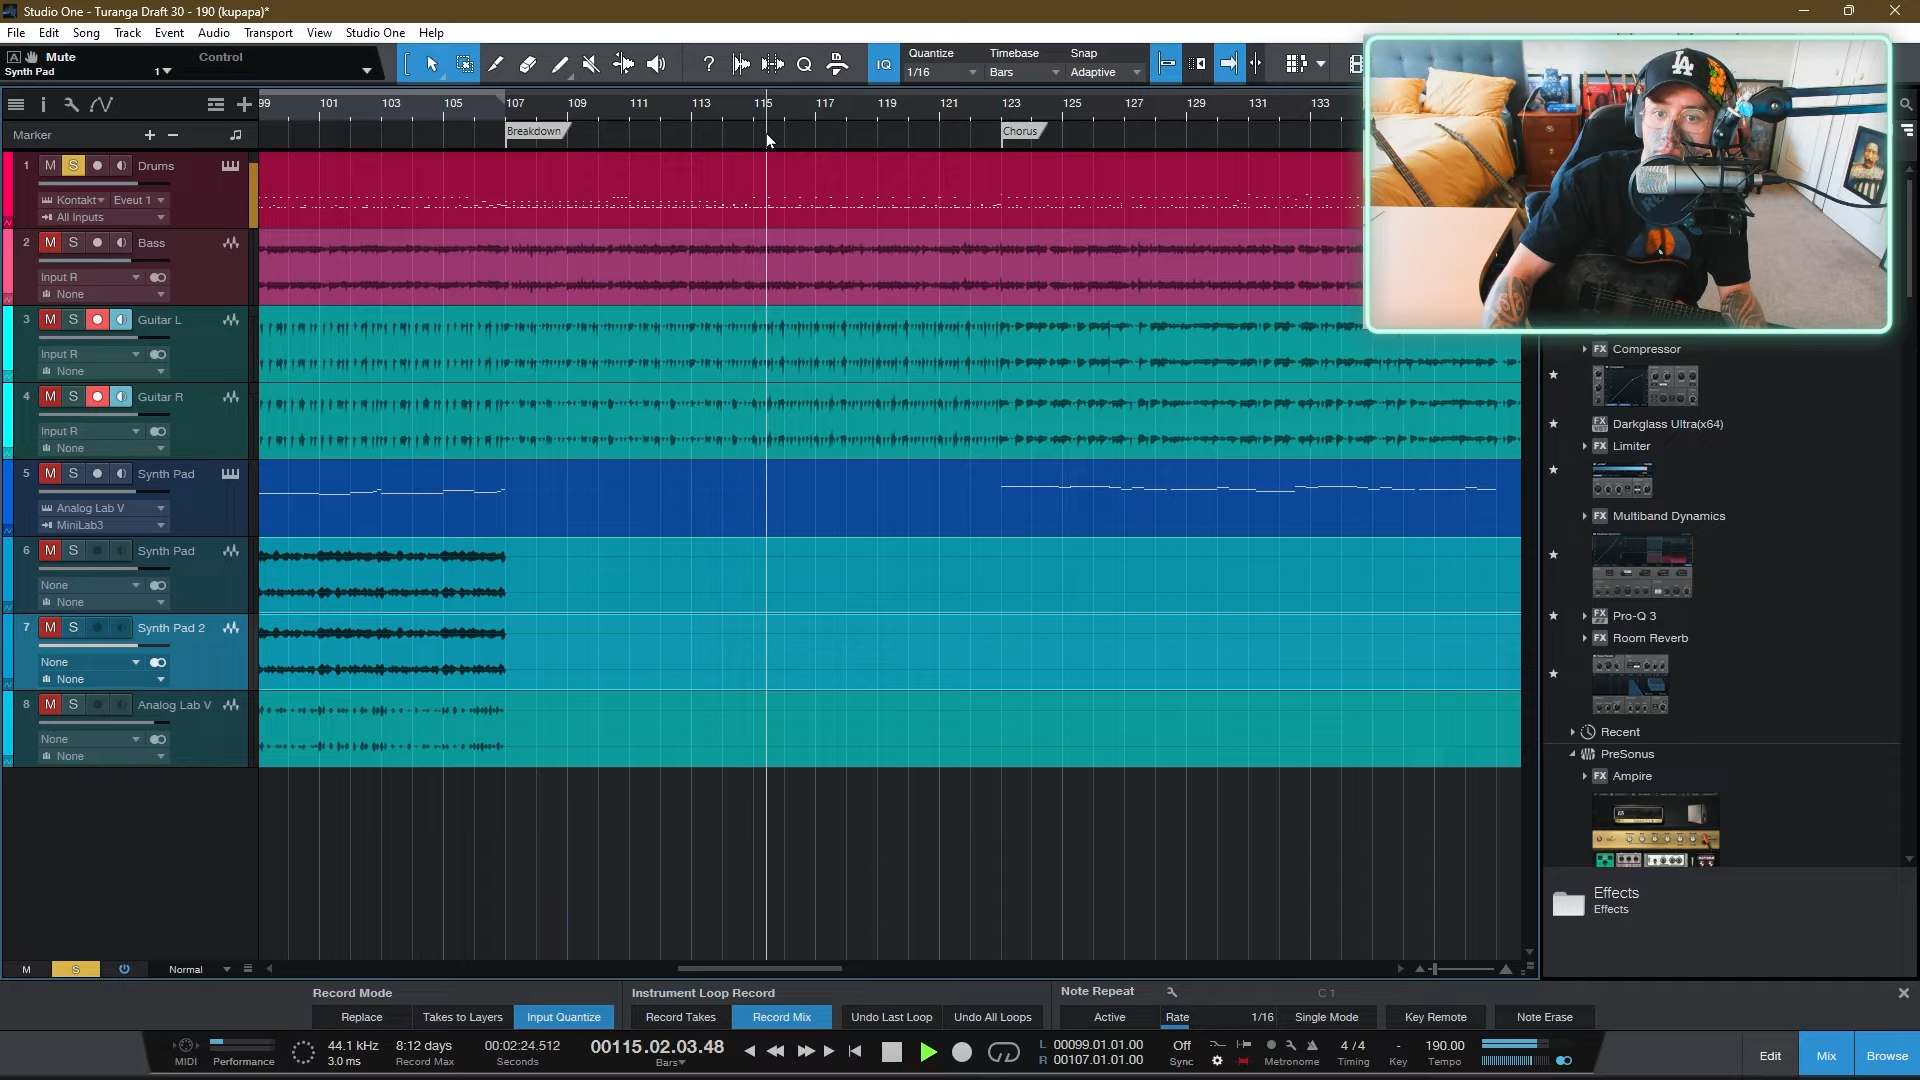 Studio One - Turanga Draft 30 - 190 (kupapa)*
File Edit Song Track Event Audio Transport View Studio One Help
A Mute Control
Synth Pad 1
Quantize Timebase Snap
IQ 1/16 Bars Adaptive
99 101 103 105 107 109 111 113 115 117 119 121 123 125 127 129 131 133
Marker Breakdown Chorus
1 M S Drums
Kontakt Eveut 1
All Inputs
2 M S Bass
Input R
None
3 M S Guitar L
Input R
None
4 M S Guitar R
Input R
None
5 M S Synth Pad
Analog Lab V
MiniLab3
6 M S Synth Pad
None
None
7 M S Synth Pad 2
None
None
8 M S Analog Lab V
None
None
LA
FX Compressor
FX VST Darkglass Ultra(x64)
FX Limiter
FX Multiband Dynamics
FX Pro-Q 3
FX Room Reverb
Recent
PreSonus
FX Ampire
Effects
Effects
M S Normal
Record Mode Instrument Loop Record Note Repeat C 1
Replace Takes to Layers Input Quantize Record Takes Record Mix Undo Last Loop Undo All Loops Active Rate 1/16 Single Mode Key Remote Note Erase
MIDI Performance
44.1 kHz
3.0 ms
8:12 days
Record Max
00:02:24.512
Seconds
00115.02.03.48
Bars
L 00099.01.01.00
R 00107.01.01.00
Off
Sync
Metronome
4 / 4
Timing
-
Key
190.00
Tempo
Edit Mix Browse